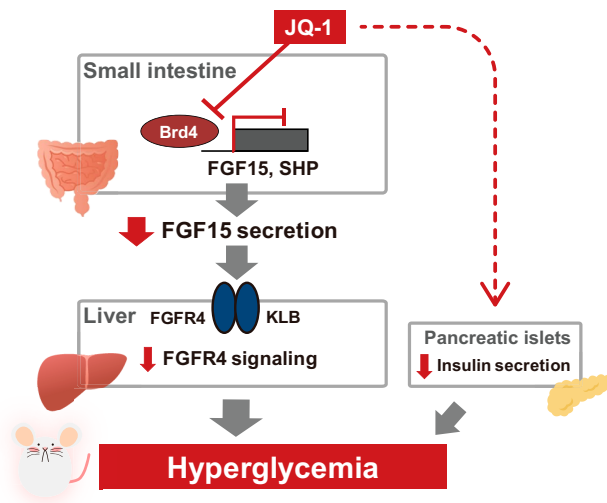 JQ-1
Small intestine
Brd4
FGF15, SHP
FGF15 secretion
Liver
FGFR4
KLB
FGFR4 signaling
Pancreatic islets
Insulin secretion
Hyperglycemia